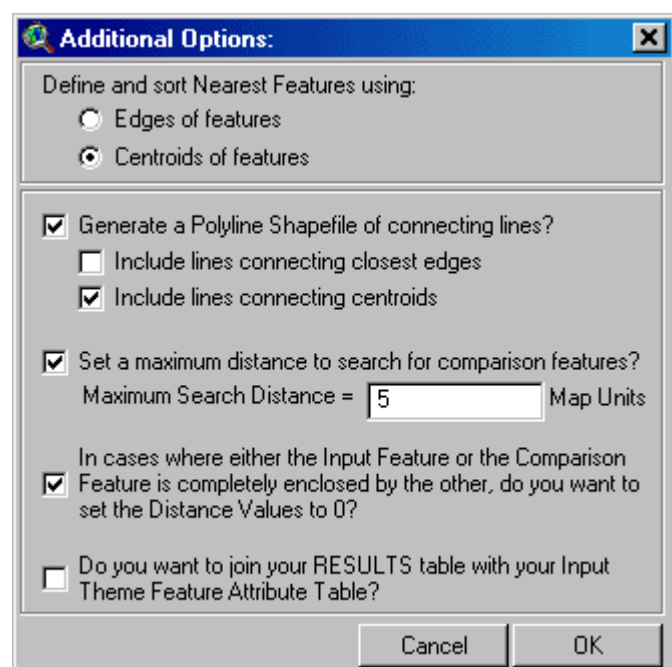 Additional Options:
Define and sort Nearest Features using:
Edges of features
Centroids of features
Generate a Polyline Shapefile of connecting lines?
Include lines connecting closest edges
Include lines connecting centroids
Set a maximum distance to search for comparison features?
Maximum Search Distance = 5 Map Units
In cases where either the Input Feature or the Comparison
Feature is completely enclosed by the other, do you want to
set the Distance Values to 0?
Do you want to join your RESULTS table with your Input
Theme Feature Attribute Table?
Cancel OK